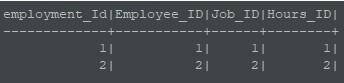 employment_Id|Employee_ID|Job_ID|Hours_ID|
-------------+-----------+------+--------+
            1|          1|     1|       1|
            2|          2|     2|       2|